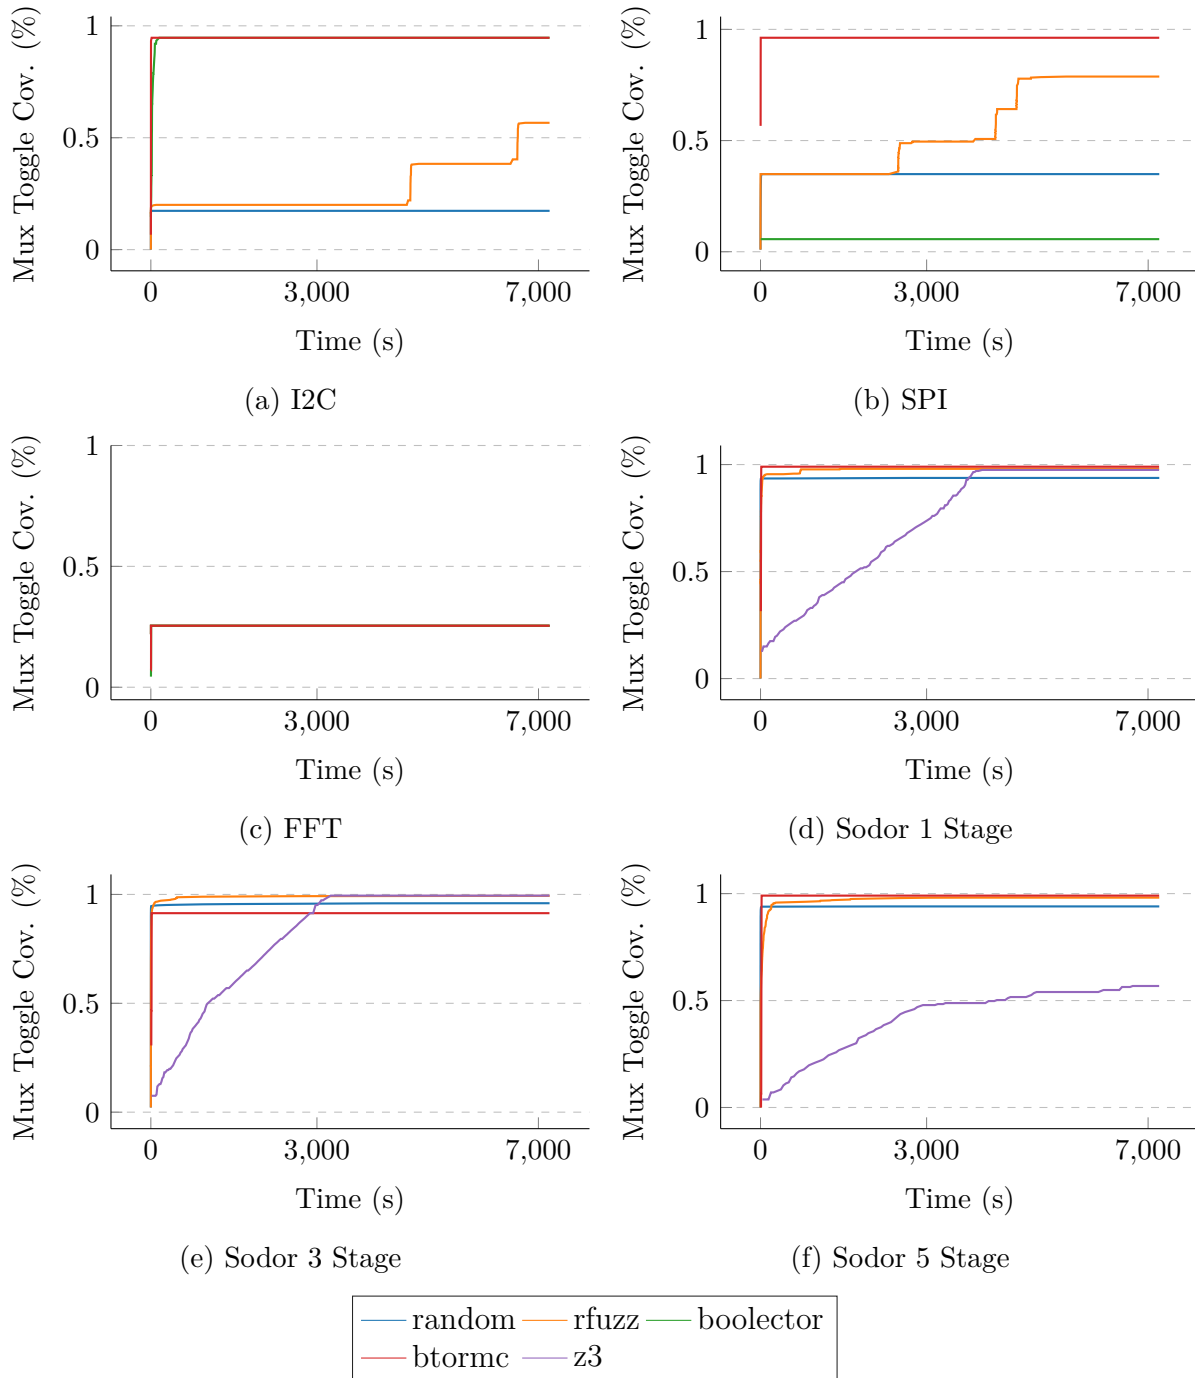 Mux Toggle Cov. (%)
1
0.5
0
0 3,000 7,000
Time (s)
(a) I2C
Mux Toggle Cov. (%)
1
0.5
0
0 3,000 7,000
Time (s)
(b) SPI
Mux Toggle Cov. (%)
1
0.5
0
0 3,000 7,000
Time (s)
(c) FFT
Mux Toggle Cov. (%)
1
0.5
0
0 3,000 7,000
Time (s)
(d) Sodor 1 Stage
Mux Toggle Cov. (%)
1
0.5
0
0 3,000 7,000
Time (s)
(e) Sodor 3 Stage
Mux Toggle Cov. (%)
1
0.5
0
0 3,000 7,000
Time (s)
(f) Sodor 5 Stage
random rfuzz boolector
btormc z3